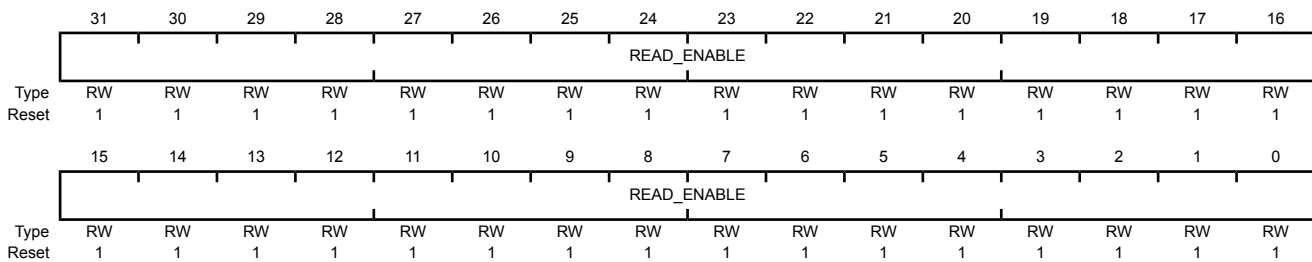 31 30 29 28 27 26 25 24 23 22 21 20 19 18 17 16
READ_ENABLE
Type RW RW RW RW RW RW RW RW RW RW RW RW RW RW RW RW
Reset 1 1 1 1 1 1 1 1 1 1 1 1 1 1 1 1
15 14 13 12 11 10 9 8 7 6 5 4 3 2 1 0
READ_ENABLE
Type RW RW RW RW RW RW RW RW RW RW RW RW RW RW RW RW
Reset 1 1 1 1 1 1 1 1 1 1 1 1 1 1 1 1